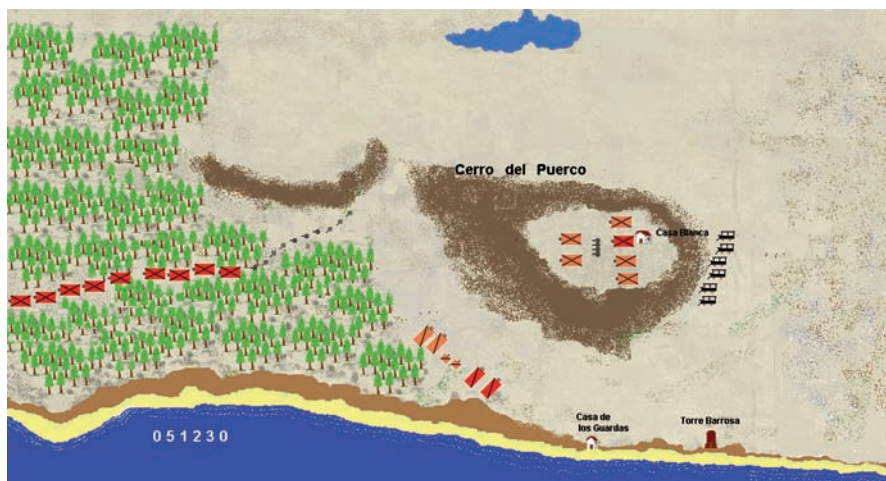 Cerro del Puerco
Casa Blanca
Casa de
los Guardas
Torre Barrosa
051230